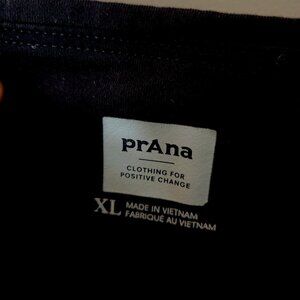 prAna
CLOTHING FOR
POSITIVE CHANGE
XL MADE IN VIETNAM
FABRIQUÉ AU VIETNAM